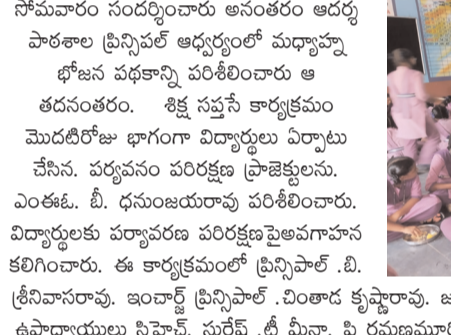 సోమవారం సందర్శించారు అనంతరం ఆదర్శ
పాఠశాల ప్రిన్సిపల్ ఆధ్వర్యంలో మధ్యాహ్న
భోజన పథకాన్ని పరిశీలించారు ఆ
తదనంతరం. శిక్ష సప్తసే కార్యక్రమం
మొదటిరోజు భాగంగా విద్యార్థులు ఏర్పాటు
చేసిన. పర్యవనం పరిరక్షణ ప్రాజెక్టులను.
ఎంఈఓ. బీ. ధనుంజయరావు పరిశీలించారు.
విద్యార్థులకు పర్యావరణ పరిరక్షణపైఅవగాహన
కలిగించారు. ఈ కార్యక్రమంలో ప్రిన్సిపాల్ .బి.
శ్రీనివాసరావు. ఇంచార్జ్ ప్రిన్సిపాల్ .చింతాడ కృష్ణారావు.
ఉపాధ్యాయులు సురేష్ .టీ మీనా.